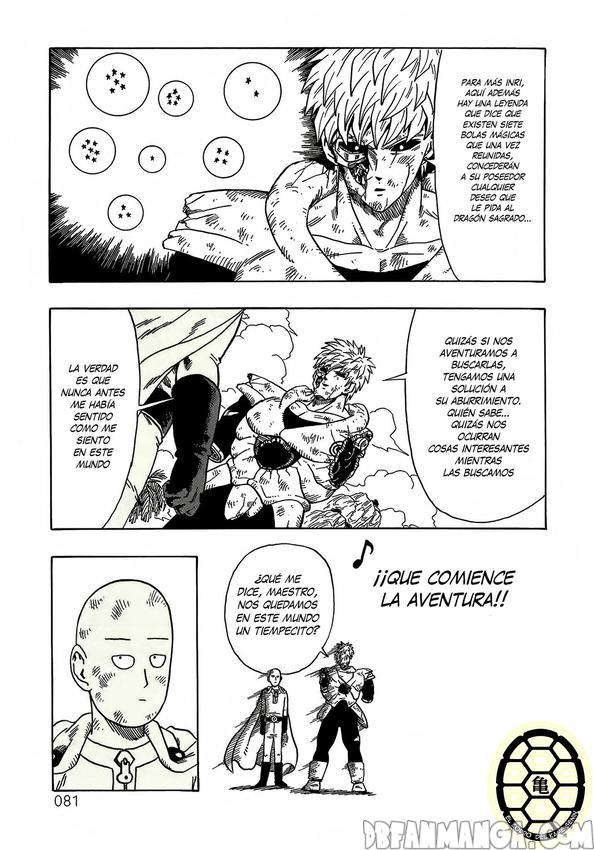 PARA MÁS INRI,
AQUÍ ADEMÁS
HAY UNA LEYENDA
QUE DICE QUE
EXISTEN SIETE
BOLAS MÁGICAS
QUE UNA VEZ
REUNIDAS,
CONCEDERÁN
A SU POSEEDOR
CUALQUIER
DESEO QUE
LE PIDA AL
DRAGÓN SAGRADO...
QUIZÁS SI NOS
AVENTURAMOS A
BUSCARLAS,
TENGAMOS UNA
SOLUCIÓN A
SU ABURRIMIENTO.
QUIÉN SABE...
QUIZÁS NOS
OCURRAN
COSAS INTERESANTES
MIENTRAS
LAS BUSCAMOS
LA VERDAD
ES QUE
NUNCA ANTES
ME HABÍA
SENTIDO
COMO ME
SIENTO
EN ESTE
MUNDO
¿QUÉ ME
DICE, MAESTRO,
NOS QUEDAMOS
EN ESTE MUNDO
UN TIEMPECITO?
¡¡QUE COMIENCE
LA AVENTURA!!
081
亀
DBFANMANGA.COM